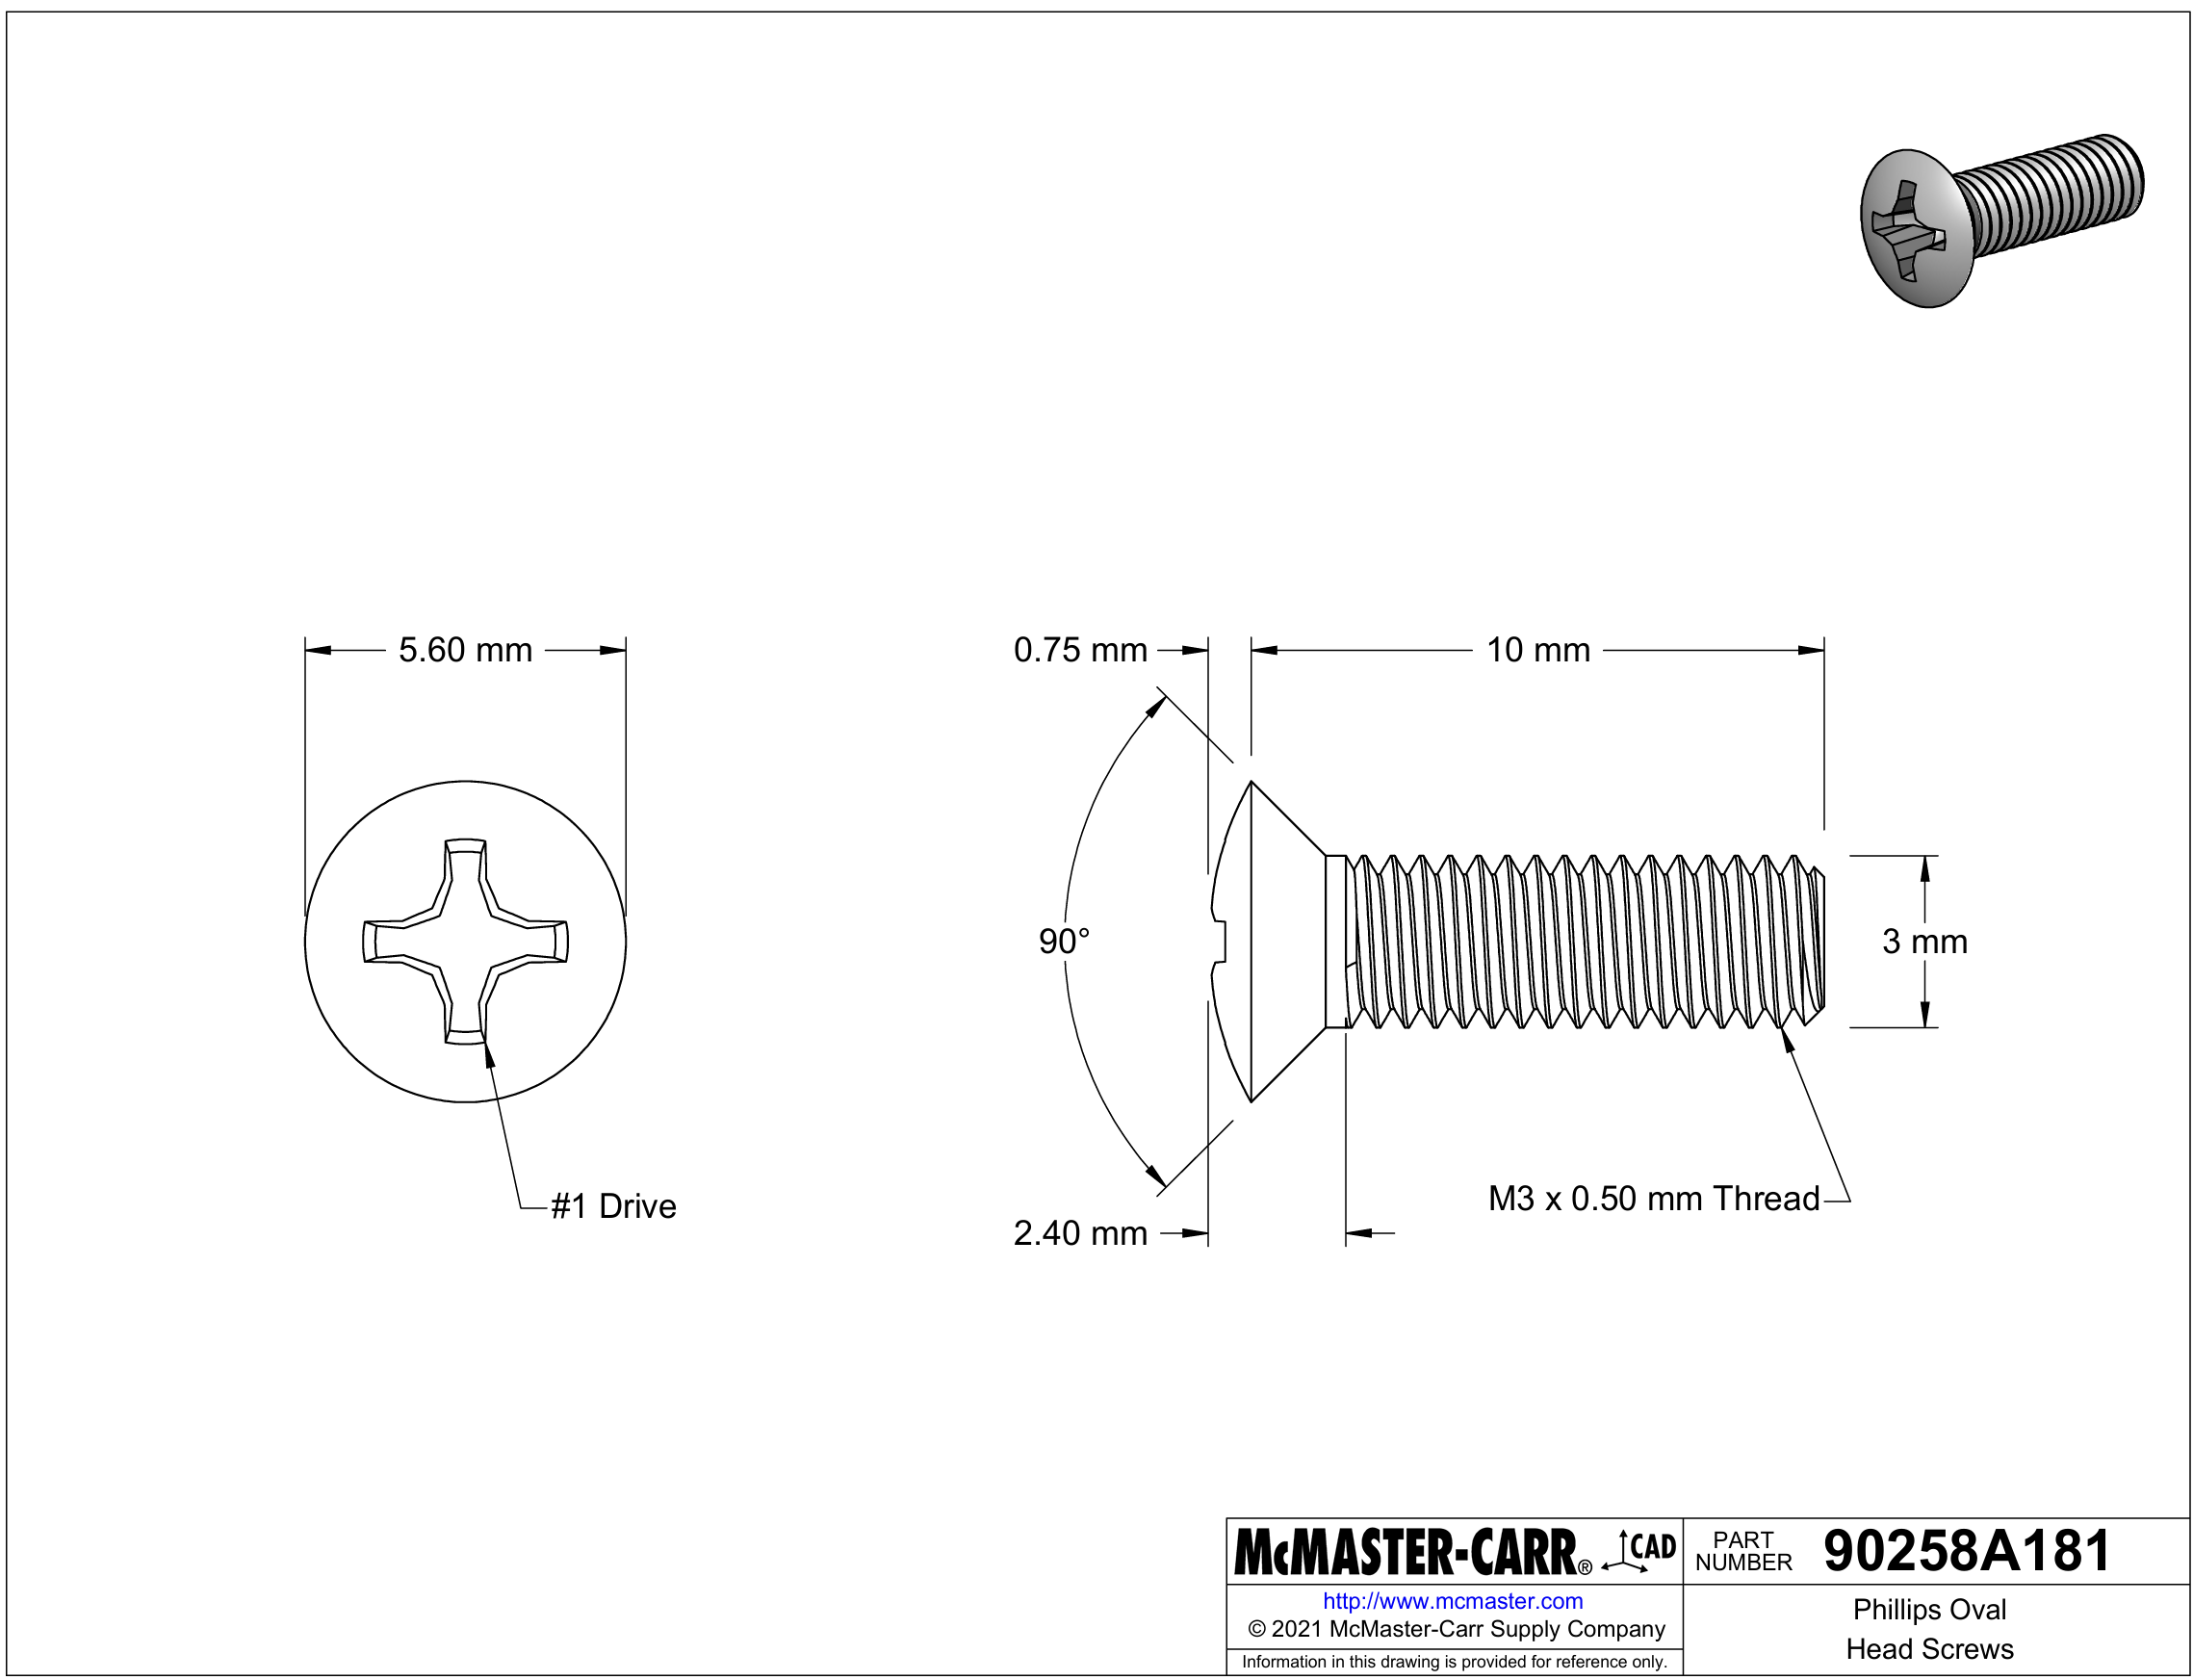 5.60 mm
0.75 mm
10 mm
90°
3 mm
#1 Drive
M3 x 0.50 mm Thread
2.40 mm
McMASTER-CARR® CAD
PART
NUMBER
90258A181
http://www.mcmaster.com
© 2021 McMaster-Carr Supply Company
Information in this drawing is provided for reference only.
Phillips Oval
Head Screws